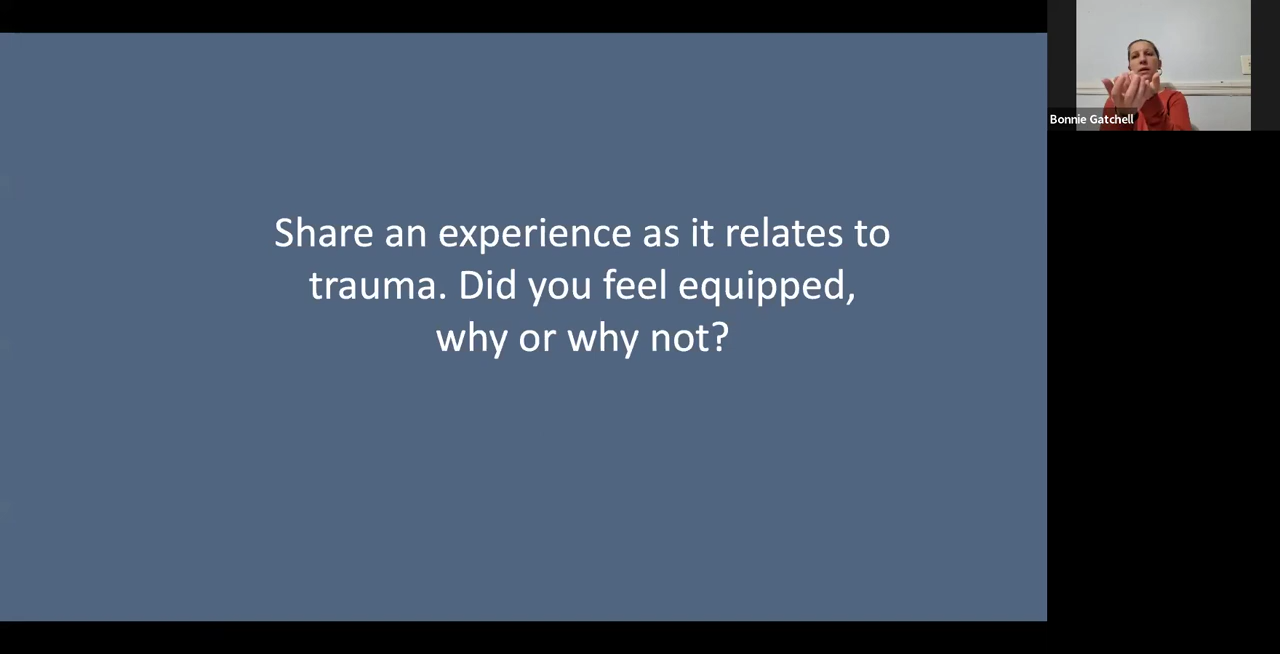 Share an experience as it relates to
trauma. Did you feel equipped,
why or why not?
Bonnie Gatchell